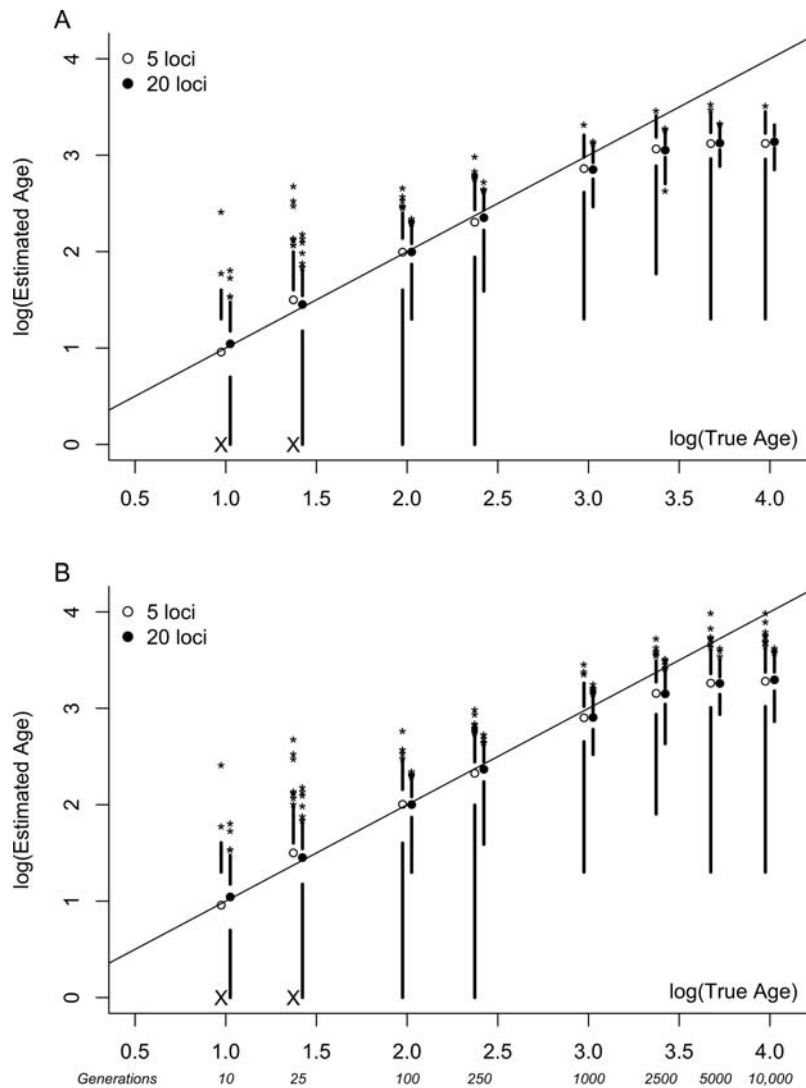 A
5 loci
20 loci
log(Estimated Age)
4
3
2
1
0
X X
log(True Age)
0.5 1.0 1.5 2.0 2.5 3.0 3.5 4.0
B
5 loci
20 loci
log(Estimated Age)
4
3
2
1
0
X X
log(True Age)
0.5 1.0 1.5 2.0 2.5 3.0 3.5 4.0
Generations 10 25 100 250 1000 2500 5000 10,000